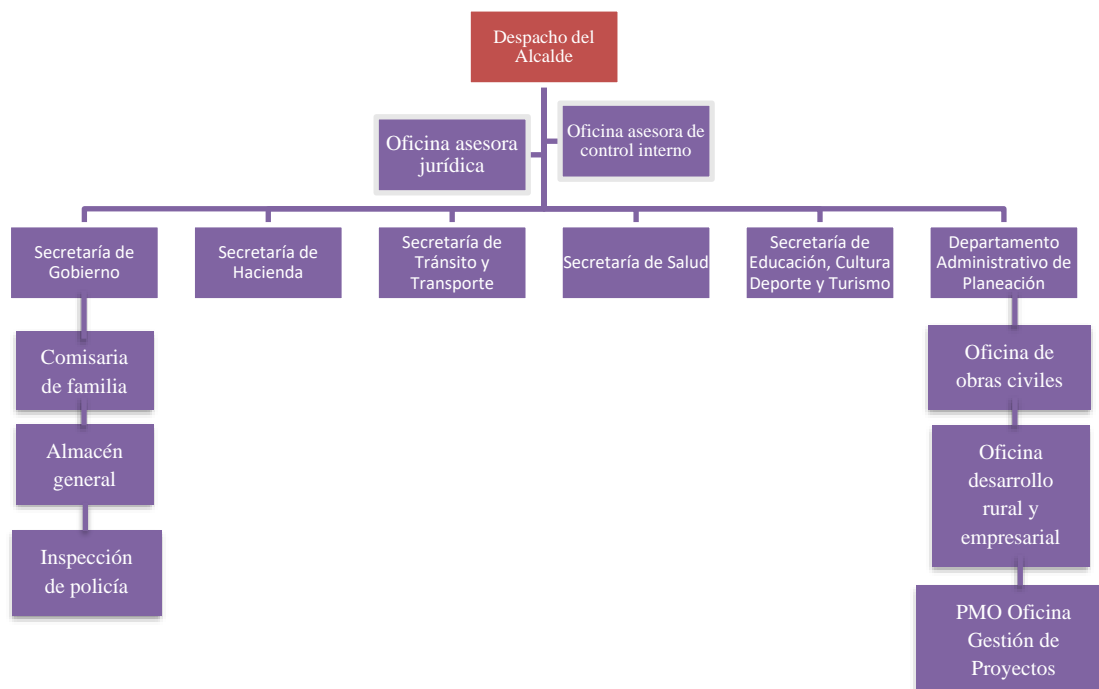 Despacho del
Alcalde
Oficina asesora
jurídica
Oficina asesora de
control interno
Secretaría de
Gobierno
Secretaría de
Hacienda
Secretaría de
Tránsito y
Transporte
Secretaría de Salud
Secretaría de
Educación, Cultura
Deporte y Turismo
Departamento
Administrativo de
Planeación
Comisaria
de familia
Almacén
general
Inspección
de policía
Oficina de
obras civiles
Oficina
desarrollo
rural y
empresarial
PMO Oficina
Gestión de
Proyectos